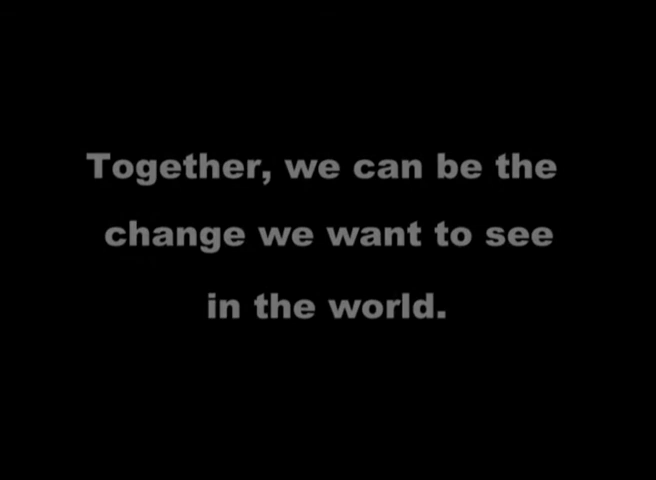 Together, we can be the
change we want to see
in the world.